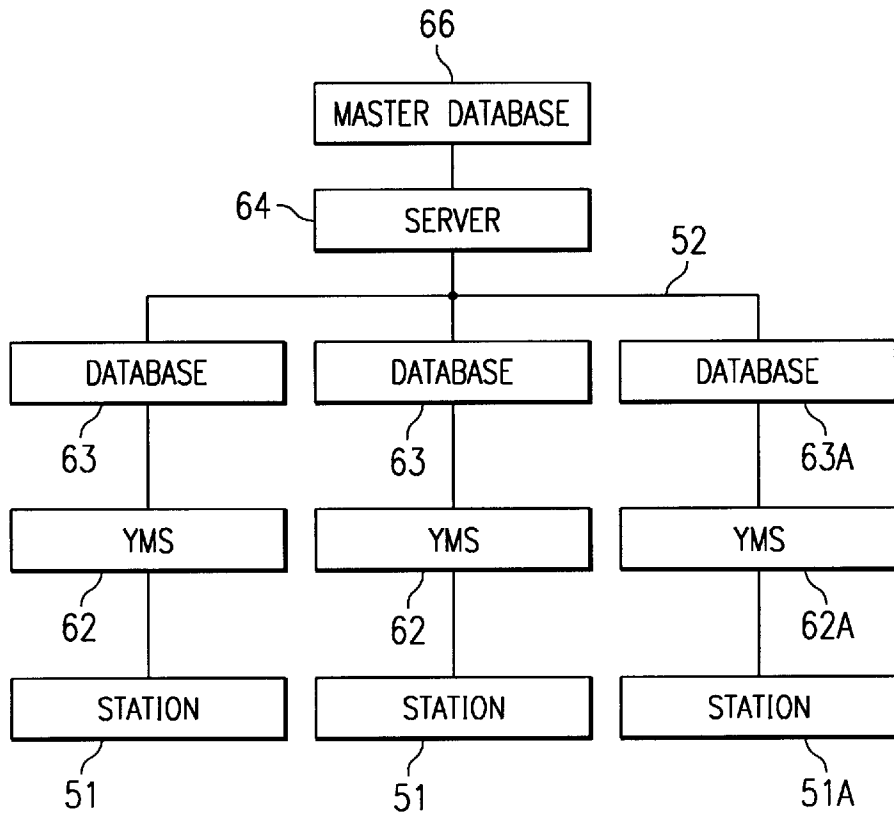 66
MASTER DATABASE
64
SERVER
52
DATABASE DATABASE DATABASE
63 63 63A
YMS YMS YMS
62 62 62A
STATION STATION STATION
51 51 51A